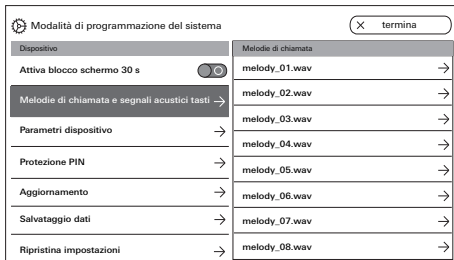 Modalità di programmazione del sistema
termina
Dispositivo
Attiva blocco schermo 30 s
Melodie di chiamata e segnali acustici tasti
Parametri dispositivo
Protezione PIN
Aggiornamento
Salvataggio dati
Ripristina impostazioni
Melodie di chiamata
melody_01.wav
melody_02.wav
melody_03.wav
melody_04.wav
melody_05.wav
melody_06.wav
melody_07.wav
melody_08.wav